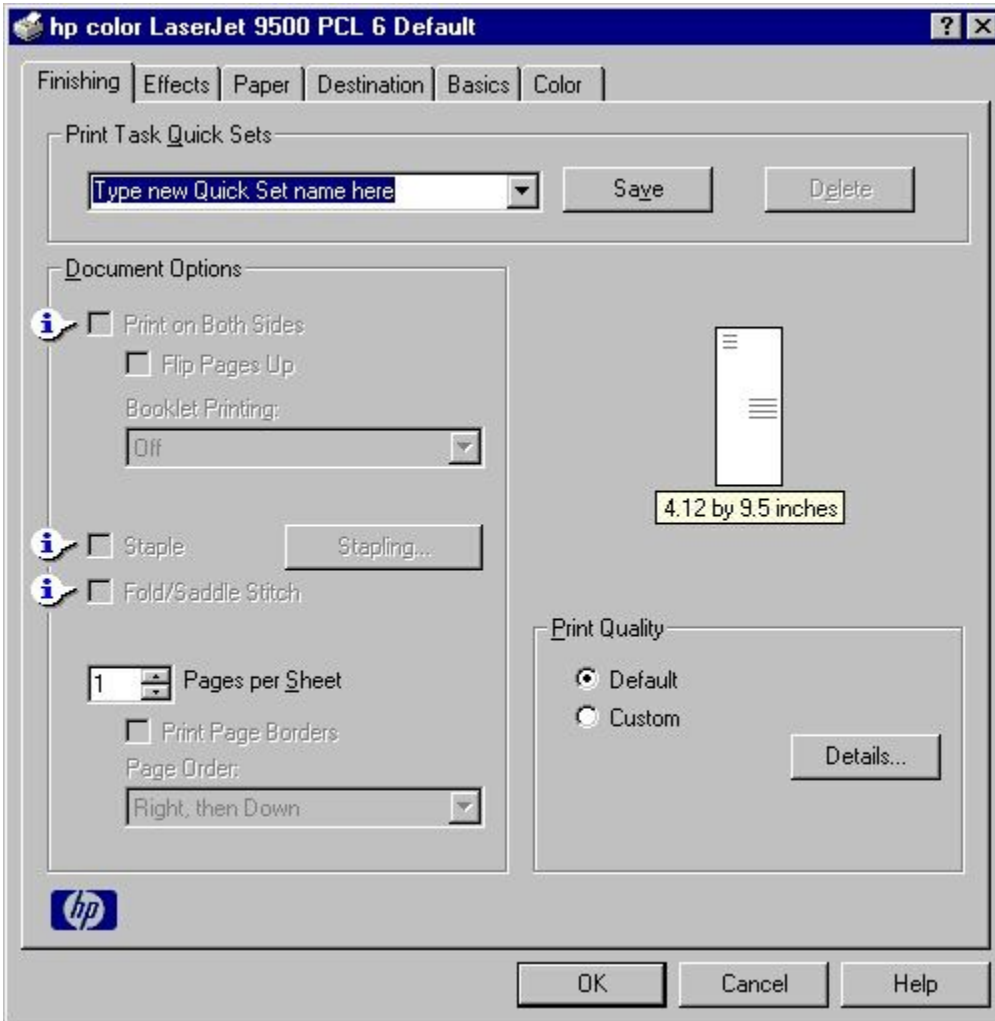 hp color LaserJet 9500 PCL 6 Default
Finishing Effects Paper Destination Basics Color
Print Task Quick Sets
Type new Quick Set name here Save Delete
Document Options
Print on Both Sides
Flip Pages Up
Booklet Printing:
Off
4.12 by 9.5 inches
Staple Stapling...
Fold/Saddle Stitch
1 Pages per Sheet
Print Page Borders
Page Order:
Right, then Down
Print Quality
Default
Custom
Details...
hp
OK Cancel Help